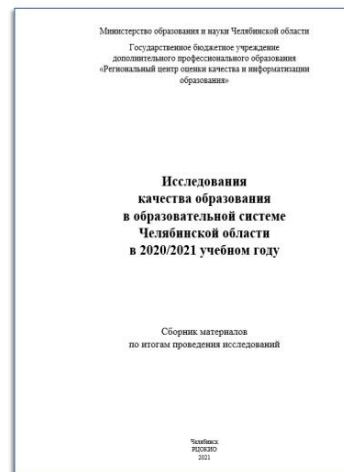 Министерство образования и науки Челябинской области
Государственное бюджетное учреждение
дополнительного профессионального образования
«Региональный центр оценки качества и информатизации
образования»
Исследования
качества образования
в образовательной системе
Челябинской области
в 2020/2021 учебном году
Сборник материалов
по итогам проведения исследований
Челябинск
РЦОКИО
2021